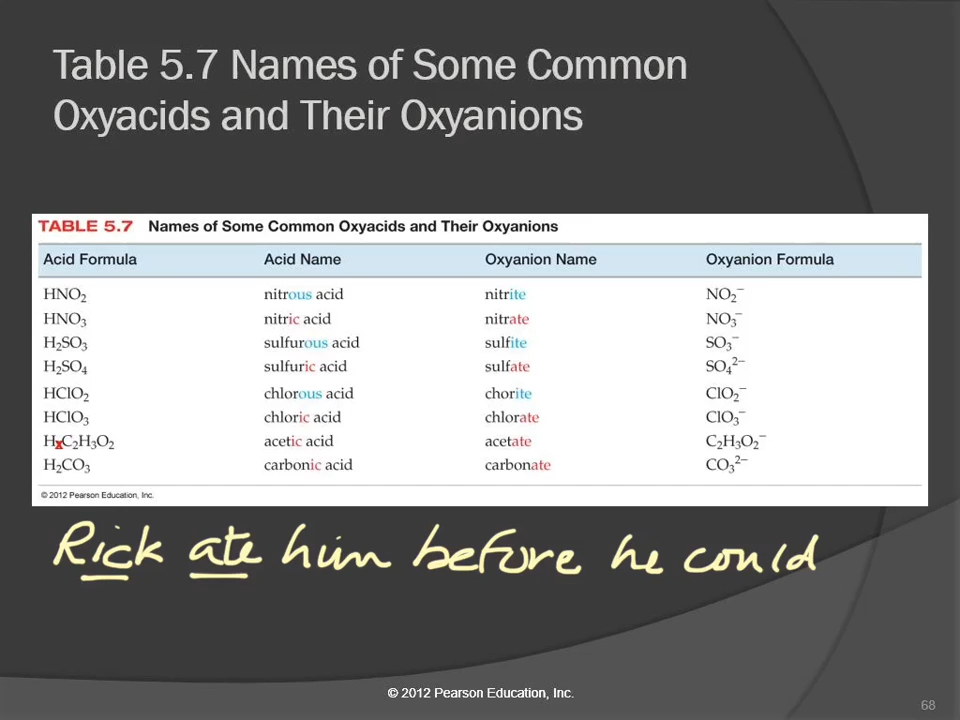 Table 5.7 Names of Some Common
Oxyacids and Their Oxyanions
TABLE 5.7 Names of Some Common Oxyacids and Their Oxyanions
Acid Formula Acid Name Oxyanion Name Oxyanion Formula
HNO₂ nitrous acid nitrite NO₂⁻
HNO₃ nitric acid nitrate NO₃⁻
H₂SO₃ sulfurous acid sulfite SO₃⁻
H₂SO₄ sulfuric acid sulfate SO₄²⁻
HClO₂ chlorous acid chorite ClO₂⁻
HClO₃ chloric acid chlorate ClO₃⁻
HxC₂H₃O₂ acetic acid acetate C₂H₃O₂⁻
H₂CO₃ carbonic acid carbonate CO₃²⁻
© 2012 Pearson Education, Inc.
Rick ate him before he could
© 2012 Pearson Education, Inc.
68